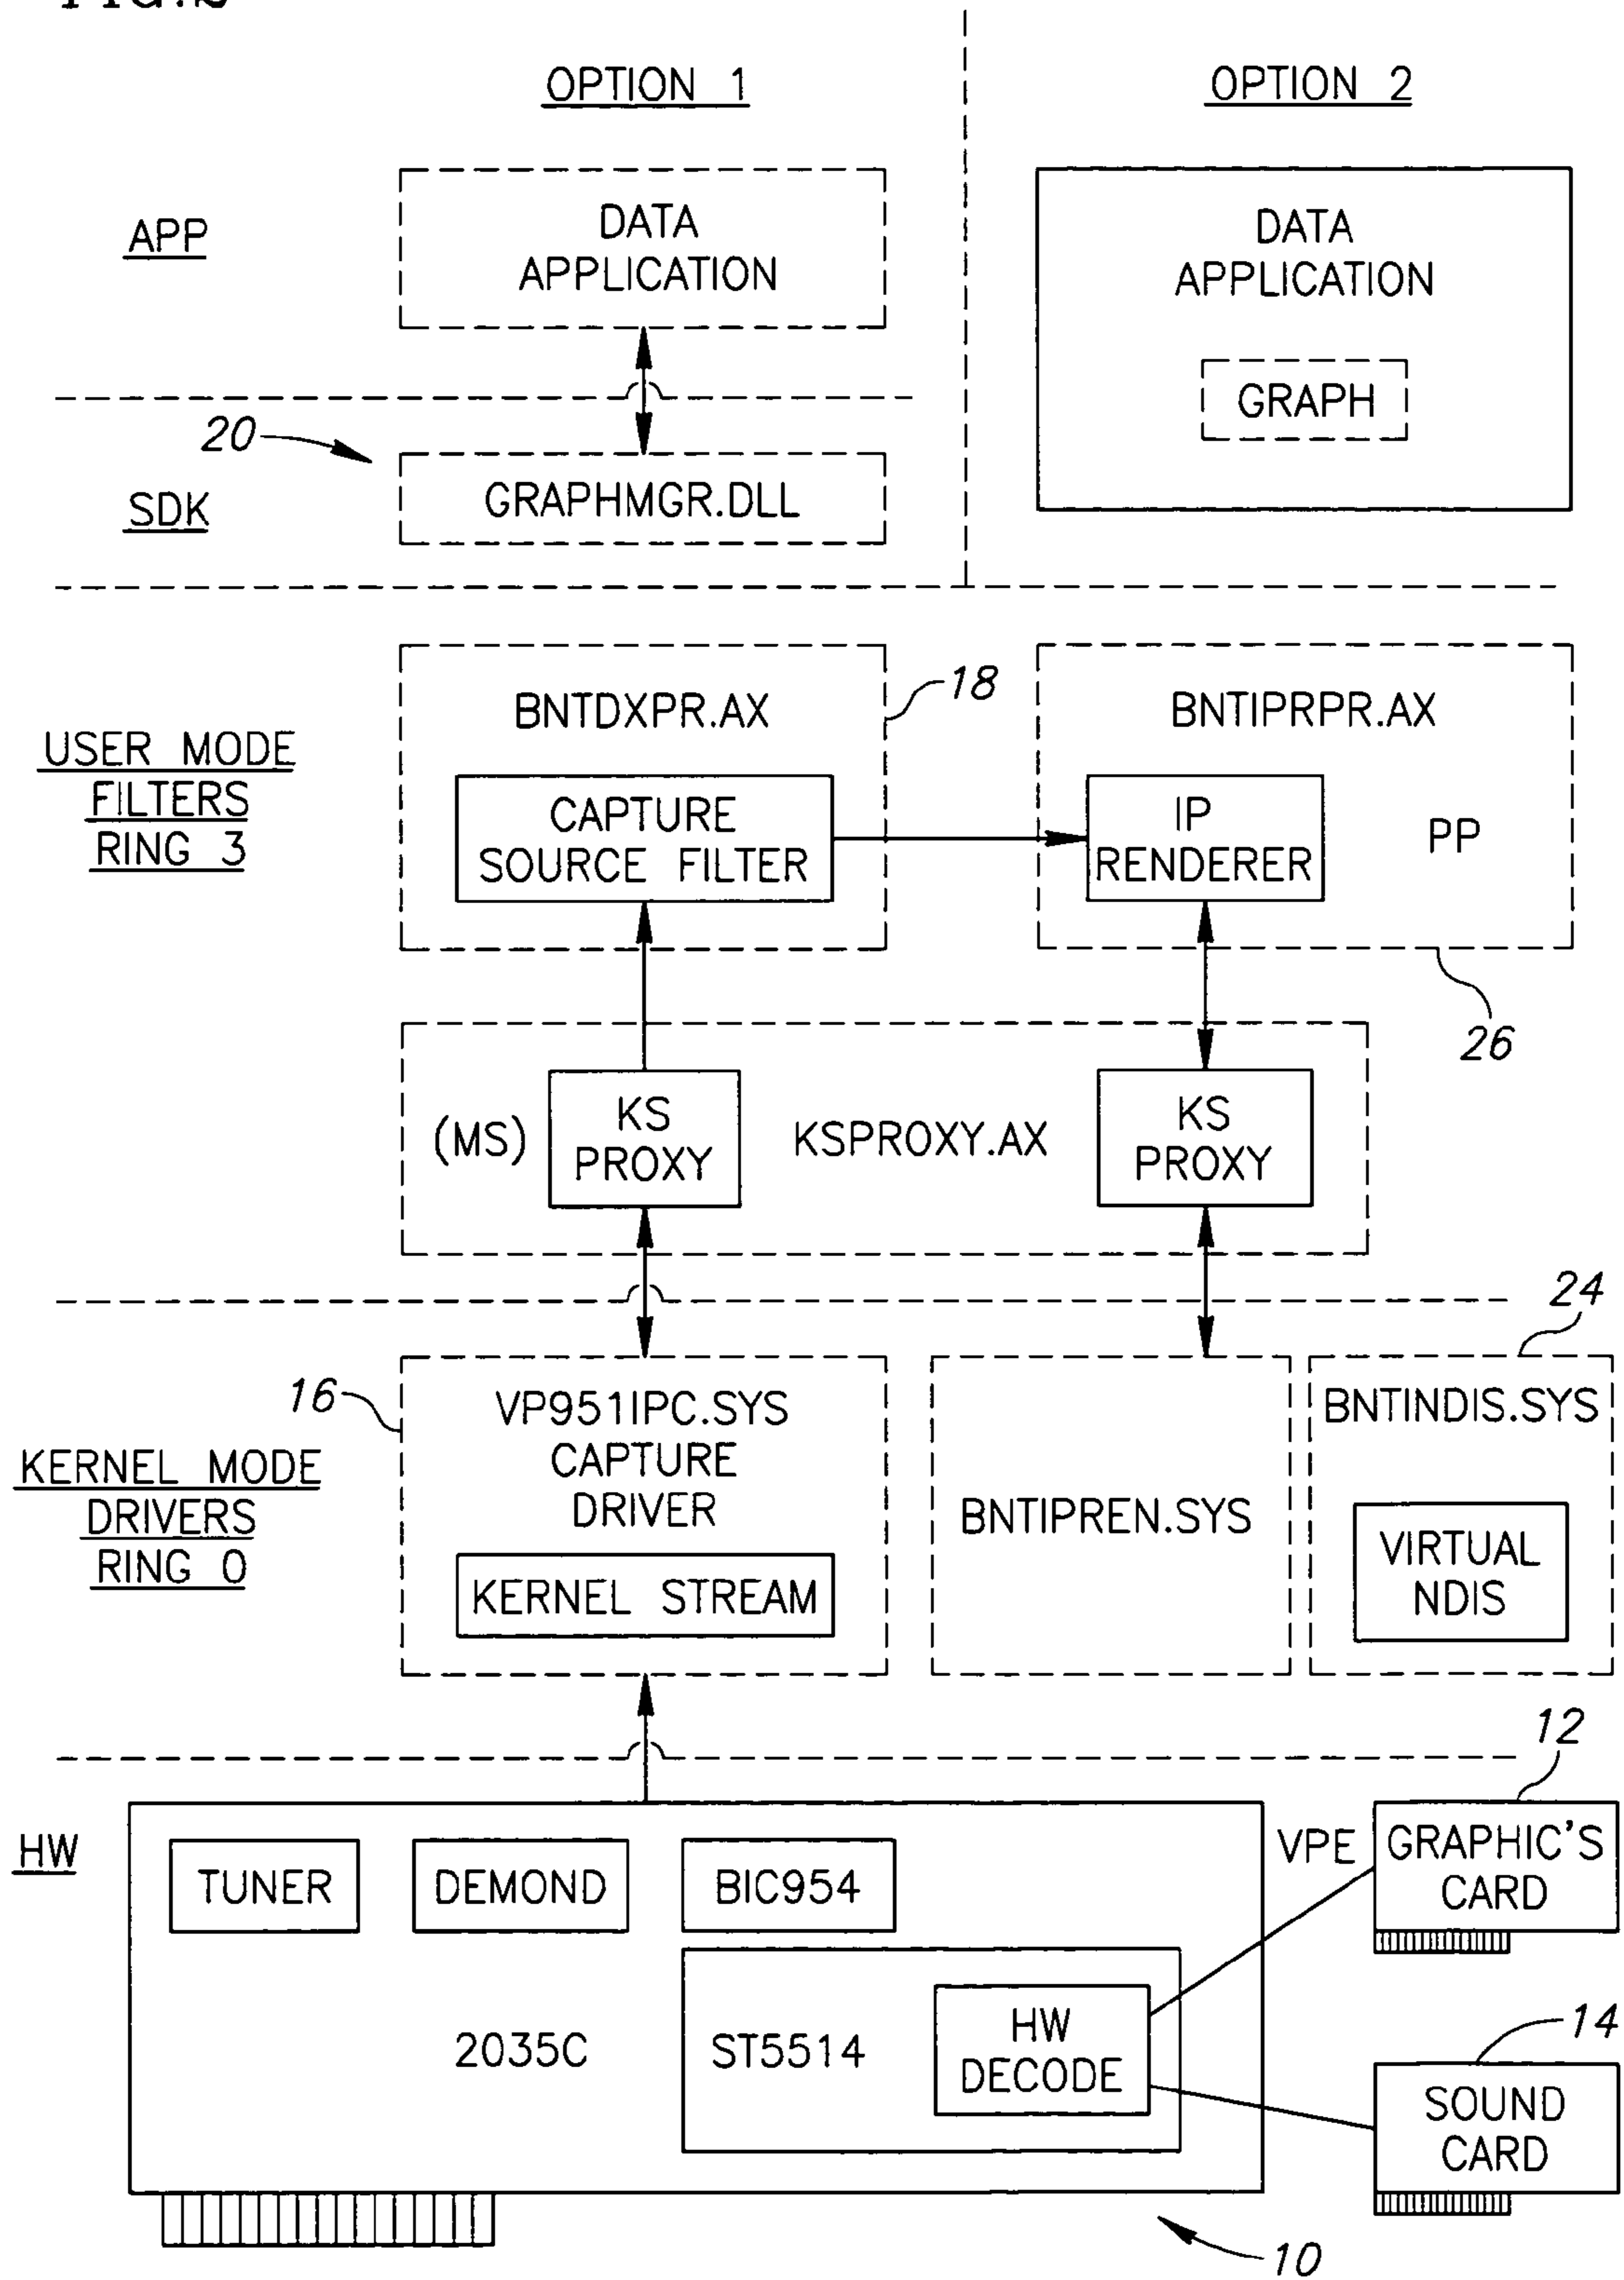 FIG.2
OPTION 1
OPTION 2
APP
DATA
APPLICATION
DATA
APPLICATION
GRAPH
20
SDK
GRAPHMGR.DLL
BNTDXPR.AX
18
BNTIPRPR.AX
USER MODE
FILTERS
RING 3
CAPTURE
SOURCE FILTER
IP
RENDERER
PP
26
(MS)
KS
PROXY
KSPROXY.AX
KS
PROXY
24
16
VP951IPC.SYS
CAPTURE
DRIVER
KERNEL STREAM
BNTIPREN.SYS
BNTINDIS.SYS
VIRTUAL
NDIS
KERNEL MODE
DRIVERS
RING 0
12
HW
TUNER
DEMOND
BIC954
VPE
GRAPHIC'S
CARD
2035C
ST5514
HW
DECODE
14
SOUND
CARD
10